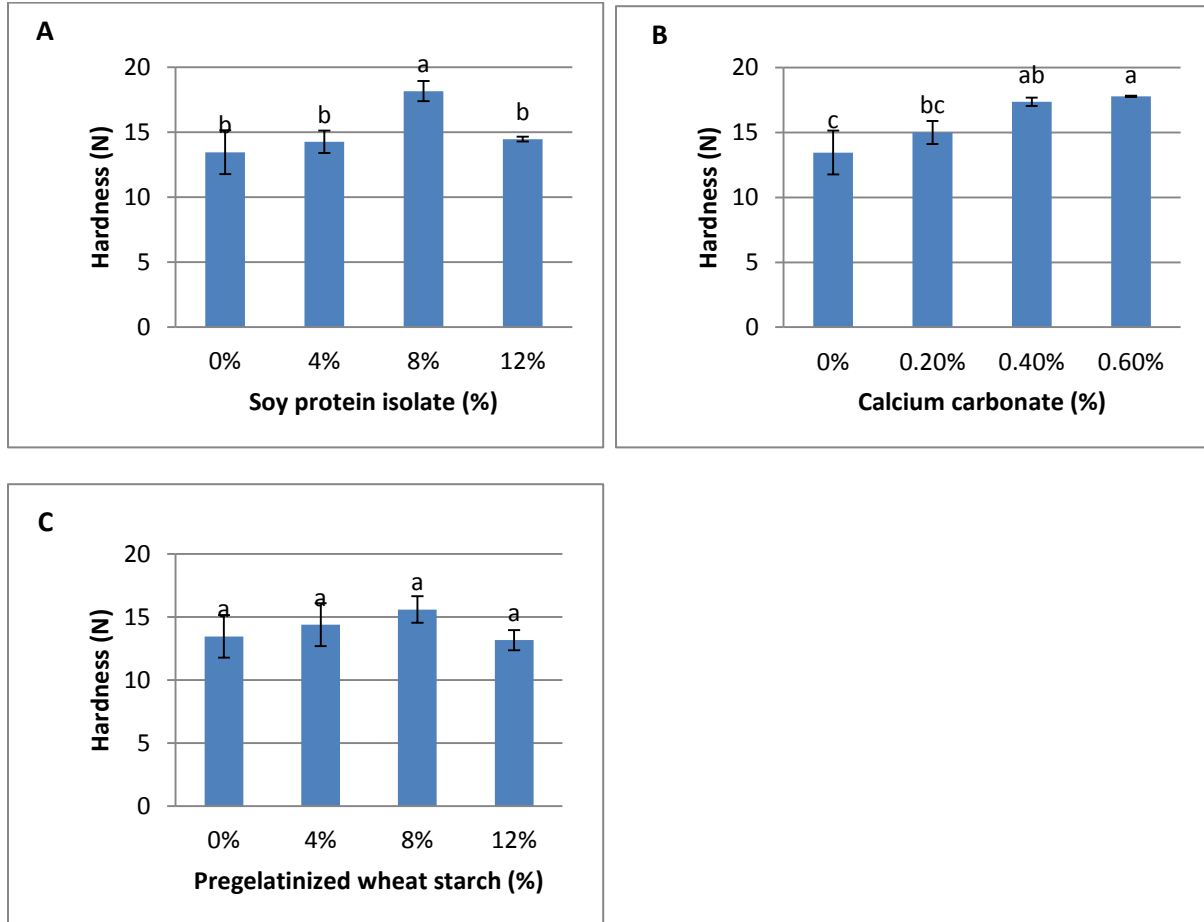 A
20
15
10
5
0
Hardness (N)
b
b
a
b
0% 4% 8% 12%
Soy protein isolate (%)
B
20
15
10
5
0
Hardness (N)
c
bc
ab
a
0% 0.20% 0.40% 0.60%
Calcium carbonate (%)
C
20
15
10
5
0
Hardness (N)
a
a
a
a
0% 4% 8% 12%
Pregelatinized wheat starch (%)